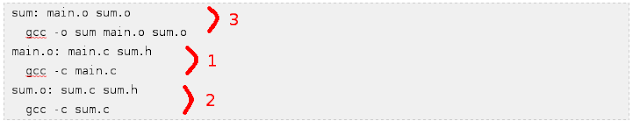 sum: main.o sum.o
gcc -o sum main.o sum.o
3
main.o: main.c sum.h
gcc -c main.c
1
sum.o: sum.c sum.h
gcc -c sum.c
2